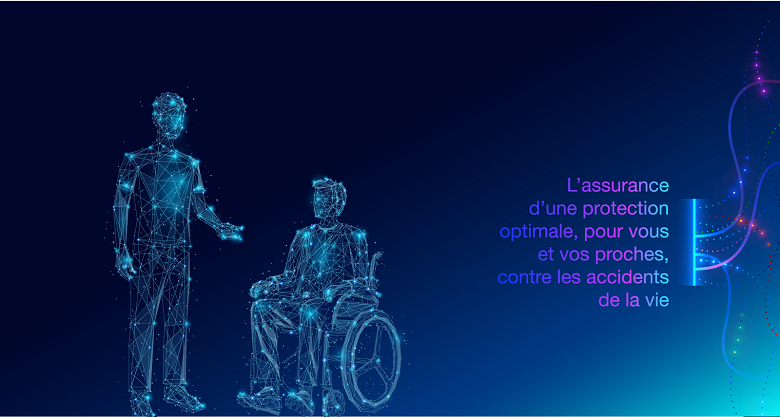 L’assurance
d’une protection
optimale, pour vous
et vos proches,
contre les accidents
de la vie